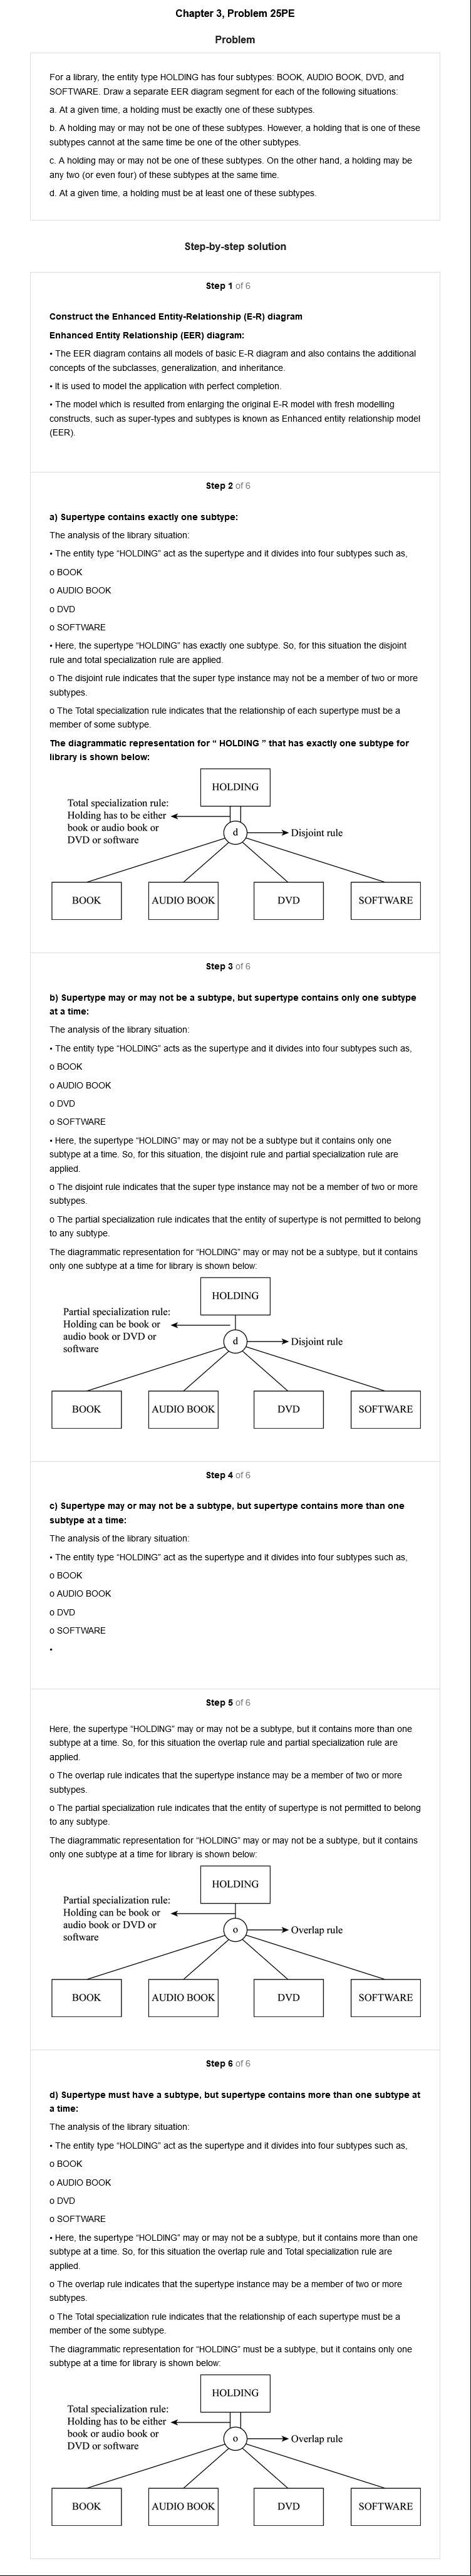 Chapter 3, Problem 25PE
Problem
For a library, the entity type HOLDING has four subtypes: BOOK, AUDIO BOOK, DVD, and
SOFTWARE. Draw a separate EER diagram segment for each of the following situations:
a. At a given time, a holding must be exactly one of these subtypes.
b. A holding may or may not be one of these subtypes. However, a holding that is one of these
subtypes cannot at the same time be one of the other subtypes.
c. A holding may or may not be one of these subtypes. On the other hand, a holding may be
any two (or even four) of these subtypes at the same time.
d. At a given time, a holding must be at least one of these subtypes.
Step-by-step solution
Step 1 of 6
Construct the Enhanced Entity-Relationship (E-R) diagram
Enhanced Entity Relationship (EER) diagram:
• The EER diagram contains all models of basic E-R diagram and also contains the additional
concepts of the subclasses, generalization, and inheritance.
• It is used to model the application with perfect completion.
• The model which is resulted from enlarging the original E-R model with fresh modelling
constructs, such as super-types and subtypes is known as Enhanced entity relationship model
(EER).
Step 2 of 6
a) Supertype contains exactly one subtype:
The analysis of the library situation:
• The entity type “HOLDING” act as the supertype and it divides into four subtypes such as,
o BOOK
o AUDIO BOOK
o DVD
o SOFTWARE
• Here, the supertype “HOLDING” has exactly one subtype. So, for this situation the disjoint
rule and total specialization rule are applied.
o The disjoint rule indicates that the super type instance may not be a member of two or more
subtypes.
o The Total specialization rule indicates that the relationship of each supertype must be a
member of some subtype.
The diagrammatic representation for “ HOLDING ” that has exactly one subtype for
library is shown below:
HOLDING
Total specialization rule:
Holding has to be either
book or audio book or
DVD or software
d
Disjoint rule
BOOK
AUDIO BOOK
DVD
SOFTWARE
Step 3 of 6
b) Supertype may or may not be a subtype, but supertype contains only one subtype
at a time:
The analysis of the library situation:
• The entity type “HOLDING” acts as the supertype and it divides into four subtypes such as,
o BOOK
o AUDIO BOOK
o DVD
o SOFTWARE
• Here, the supertype “HOLDING” may or may not be a subtype but it contains only one
subtype at a time. So, for this situation, the disjoint rule and partial specialization rule are
applied.
o The disjoint rule indicates that the super type instance may not be a member of two or more
subtypes.
o The partial specialization rule indicates that the entity of supertype is not permitted to belong
to any subtype.
The diagrammatic representation for “HOLDING” may or may not be a subtype, but it contains
only one subtype at a time for library is shown below:
HOLDING
Partial specialization rule:
Holding can be book or
audio book or DVD or
software
d
Disjoint rule
BOOK
AUDIO BOOK
DVD
SOFTWARE
Step 4 of 6
c) Supertype may or may not be a subtype, but supertype contains more than one
subtype at a time:
The analysis of the library situation:
• The entity type “HOLDING” act as the supertype and it divides into four subtypes such as,
o BOOK
o AUDIO BOOK
o DVD
o SOFTWARE
•
Step 5 of 6
Here, the supertype “HOLDING” may or may not be a subtype, but it contains more than one
subtype at a time. So, for this situation the overlap rule and partial specialization rule are
applied.
o The overlap rule indicates that the supertype instance may be a member of two or more
subtypes.
o The partial specialization rule indicates that the entity of supertype is not permitted to belong
to any subtype.
The diagrammatic representation for “HOLDING” may or may not be a subtype, but it contains
only one subtype at a time for library is shown below:
HOLDING
Partial specialization rule:
Holding can be book or
audio book or DVD or
software
o
Overlap rule
BOOK
AUDIO BOOK
DVD
SOFTWARE
Step 6 of 6
d) Supertype must have a subtype, but supertype contains more than one subtype at
a time:
The analysis of the library situation:
• The entity type “HOLDING” act as the supertype and it divides into four subtypes such as,
o BOOK
o AUDIO BOOK
o DVD
o SOFTWARE
• Here, the supertype “HOLDING” may or may not be a subtype, but it contains more than one
subtype at a time. So, for this situation the overlap rule and Total specialization rule are
applied.
o The overlap rule indicates that the supertype instance may be a member of two or more
subtypes.
o The Total specialization rule indicates that the relationship of each supertype must be a
member of the some subtype.
The diagrammatic representation for “HOLDING” must be a subtype, but it contains only one
subtype at a time for library is shown below:
HOLDING
Total specialization rule:
Holding has to be either
book or audio book or
DVD or software
o
Overlap rule
BOOK
AUDIO BOOK
DVD
SOFTWARE